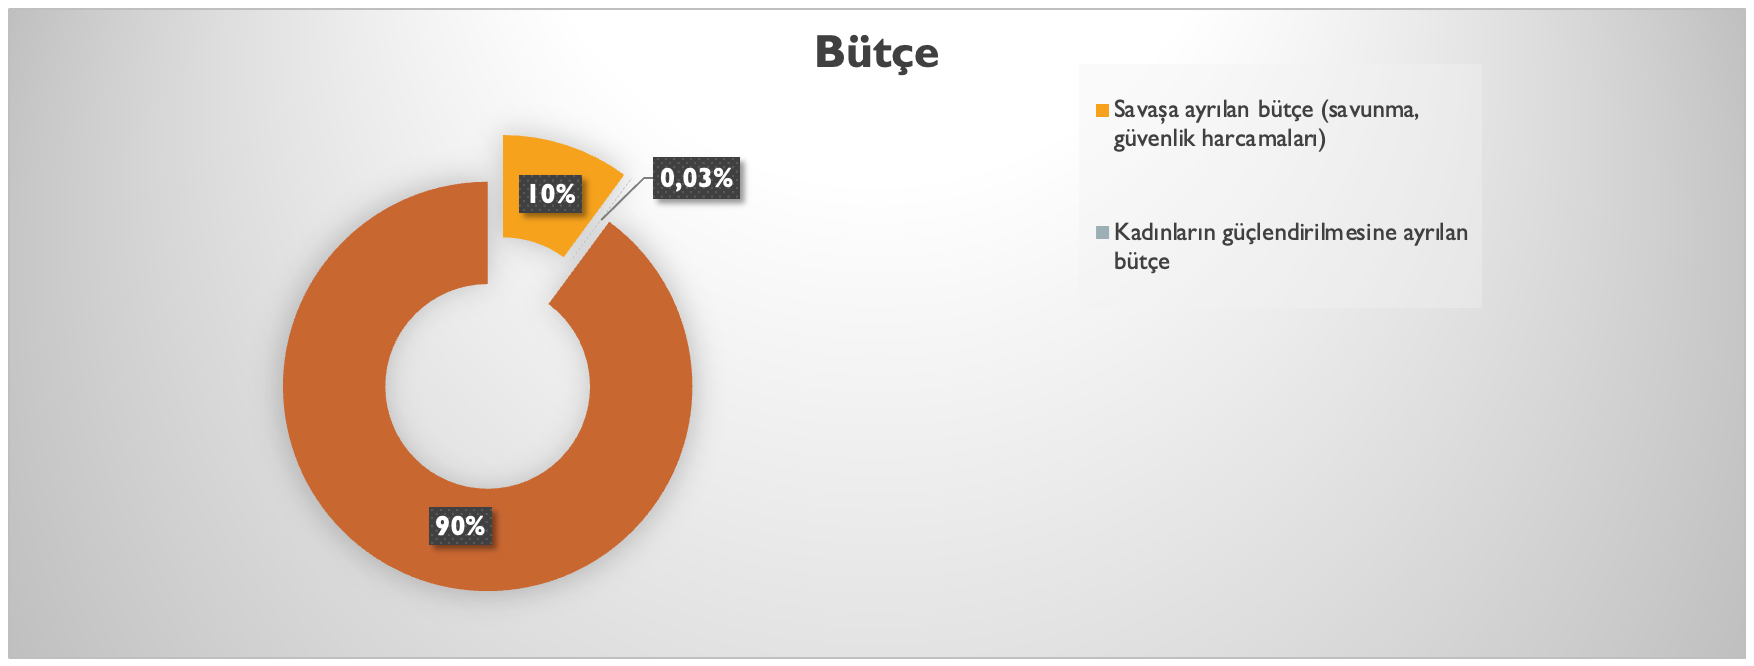 Bütçe
Savaşa ayrılan bütçe (savunma,
güvenlik harcamaları)
10%
0,03%
Kadınların güçlendirilmesine ayrılan
bütçe
90%